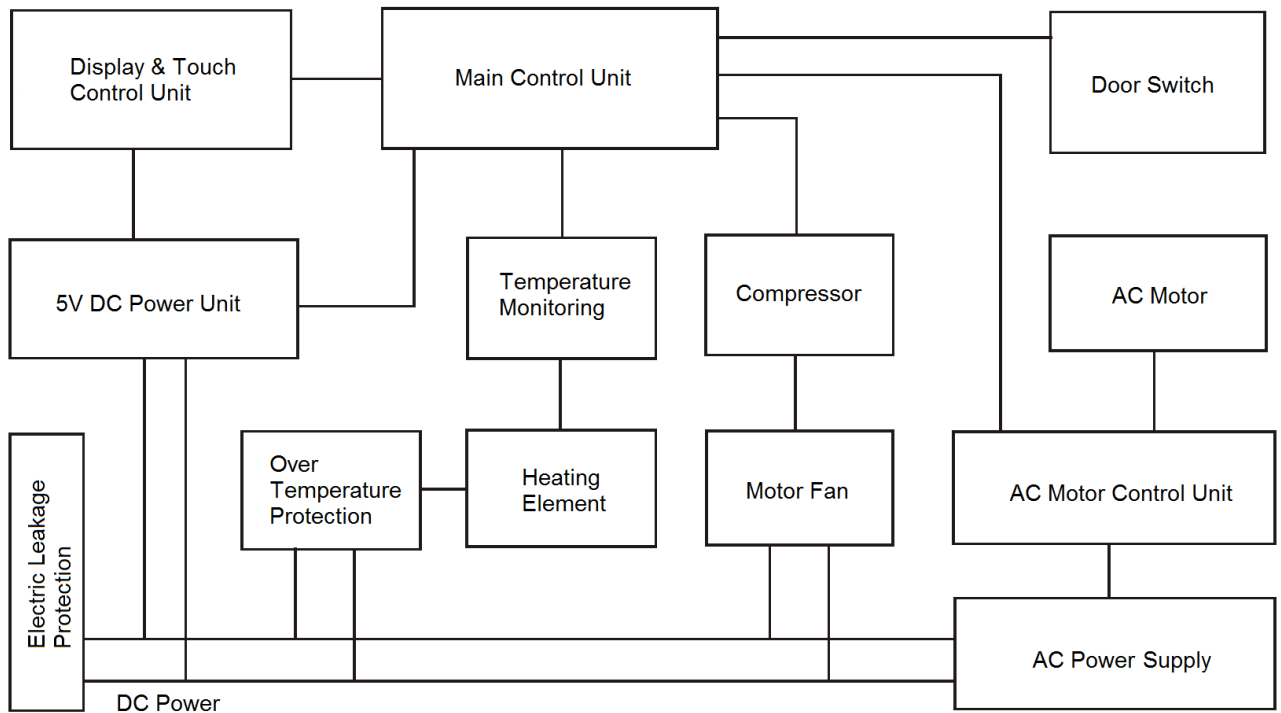 Display & Touch
Control Unit
Main Control Unit
Door Switch
5V DC Power Unit
Temperature
Monitoring
Compressor
AC Motor
Electric Leakage
Protection
Over
Temperature
Protection
Heating
Element
Motor Fan
AC Motor Control Unit
AC Power Supply
DC Power